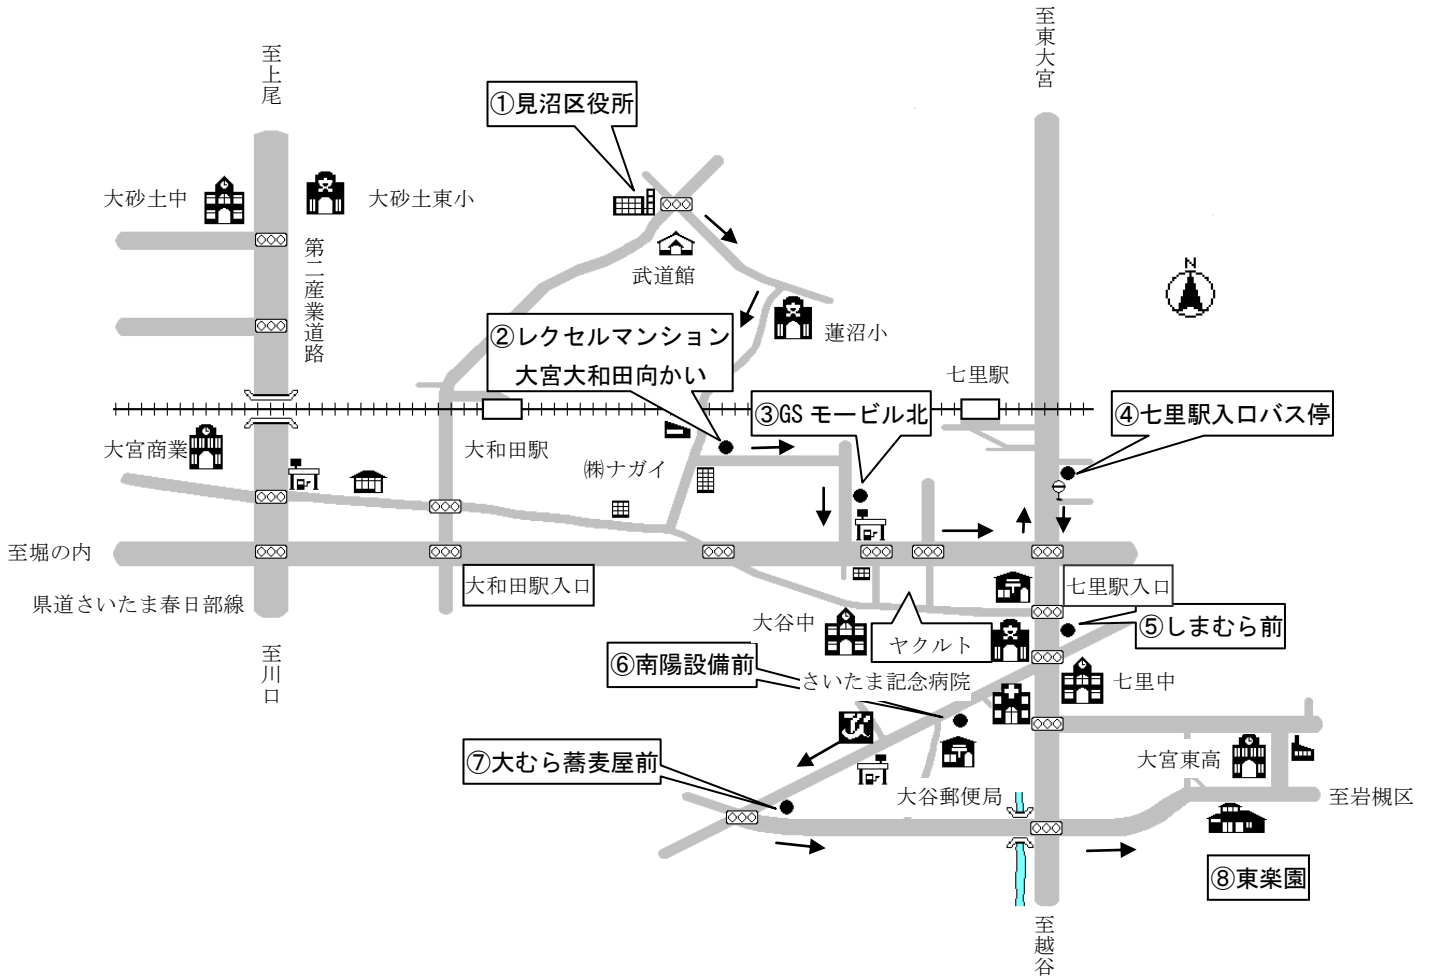 至東大宮
至上尾
①見沼区役所
大砂土中
大砂土東小
第二産業道路
武道館
N
②レクセルマンション
大宮大和田向かい
蓮沼小
七里駅
③GSモービル北
④七里駅入口バス停
大宮商業
大和田駅
㈱ナガイ
至堀の内
大和田駅入口
七里駅入口
県道さいたま春日部線
大谷中
ヤクルト
⑤しまむら前
至川口
⑥南陽設備前
さいたま記念病院
七里中
⑦大むら蕎麦屋前
大宮東高
大谷郵便局
至岩槻区
⑧東楽園
至越谷